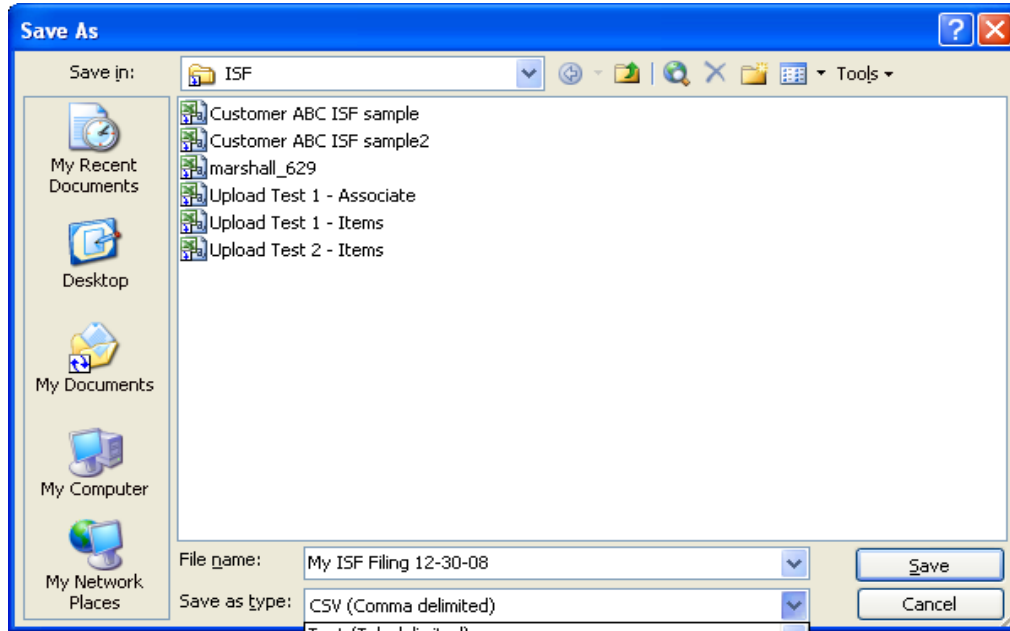 Save As
Save in:
ISF
Tools
Customer ABC ISF sample
Customer ABC ISF sample2
marshall_629
Upload Test 1 - Associate
Upload Test 1 - Items
Upload Test 2 - Items
My Recent
Documents
Desktop
My Documents
My Computer
My Network
Places
File name:
My ISF Filing 12-30-08
Save
Save as type:
CSV (Comma delimited)
Cancel